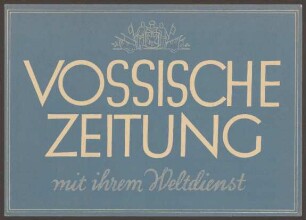 VOSSISCHE
ZEITUNG
mit ihrem Weltdienst